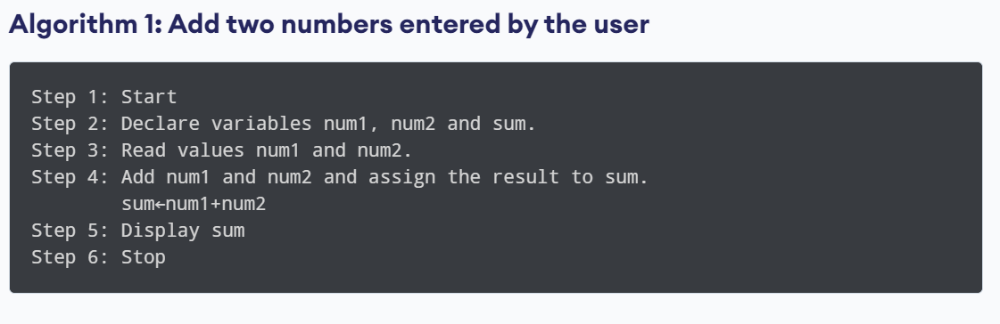 Algorithm 1: Add two numbers entered by the user
Step 1: Start
Step 2: Declare variables num1, num2 and sum.
Step 3: Read values num1 and num2.
Step 4: Add num1 and num2 and assign the result to sum.
sum←num1+num2
Step 5: Display sum
Step 6: Stop